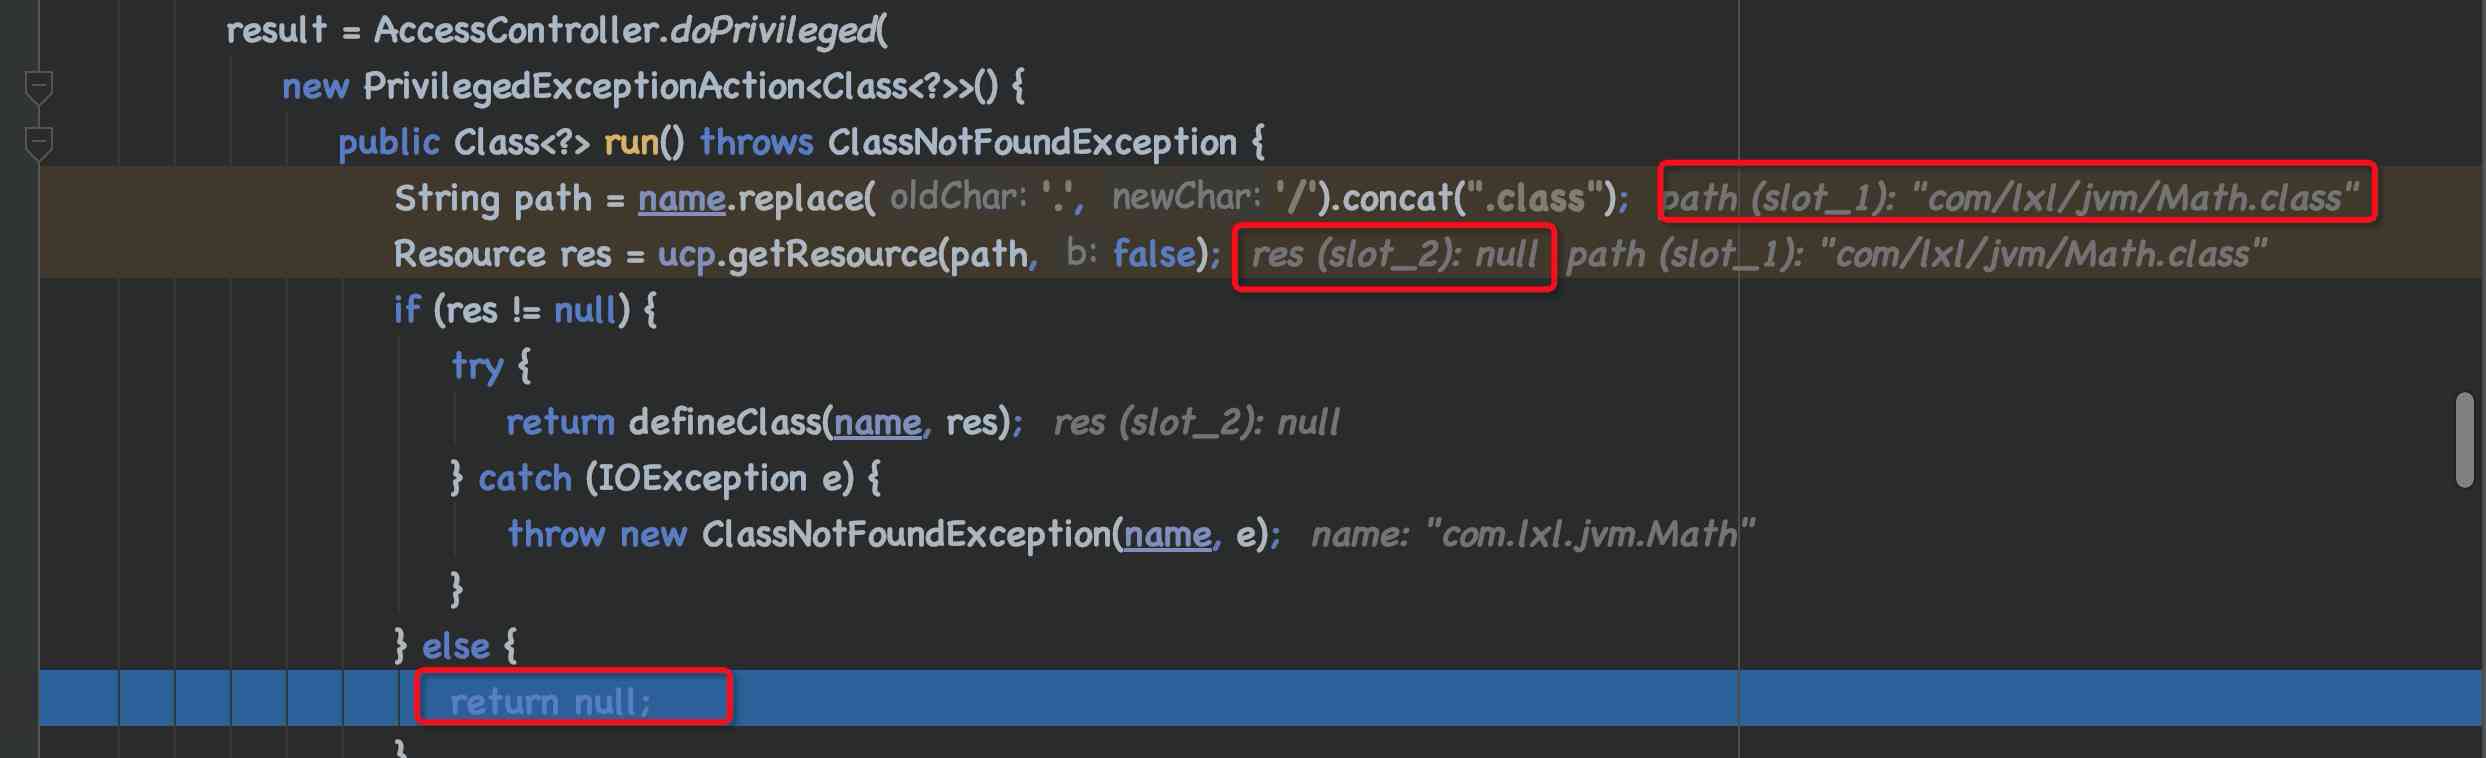 result = AccessController.doPrivileged(
new PrivilegedExceptionAction<Class<?>>() {
public Class<?> run() throws ClassNotFoundException {
String path = name.replace( oldChar: '.', newChar: '/').concat(".class"); path (slot_1): "com/lxl/jvm/Math.class"
Resource res = ucp.getResource(path, b: false); res (slot_2): null path (slot_1): "com/lxl/jvm/Math.class"
if (res != null) {
try {
return defineClass(name, res); res (slot_2): null
} catch (IOException e) {
throw new ClassNotFoundException(name, e); name: "com.lxl.jvm.Math"
}
} else {
return null;
}